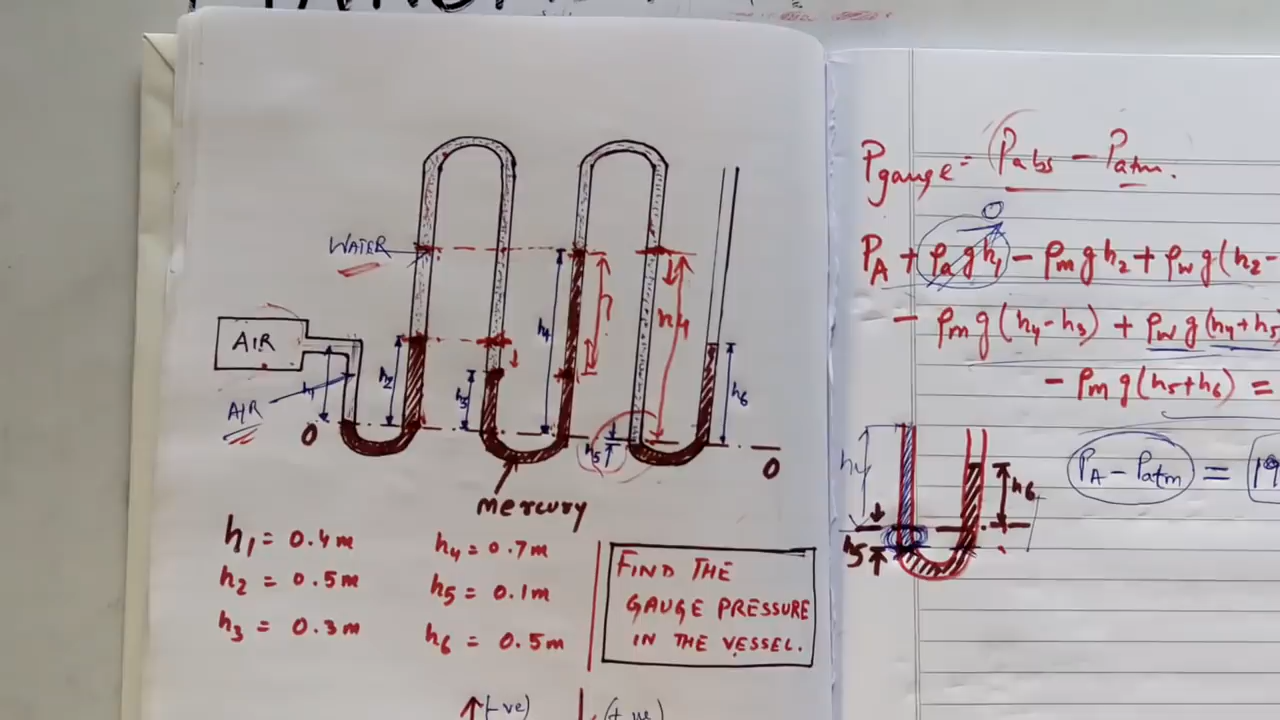 WATER
AIR
AIR
h₁
h₂
h₃
h₄
h
h₄
h₅
h₆
O
O
mercury
h₁ = 0.4m
h₂ = 0.5m
h₃ = 0.3m
h₄ = 0.7m
h₅ = 0.1m
h₆ = 0.5m
FIND THE
GAUGE PRESSURE
IN THE VESSEL.
↑(-ve) ↓(+ve)
Pgauge = (Pabs - Patm.
PA + ρagh₁ - ρmgh₂ + ρwg(h₂-
0
- ρmg(h₄-h₃) + ρwg(h₄+h₅
- ρmg(h₅+h₆) =
PA - Patm =
h₄
h₅
h₆